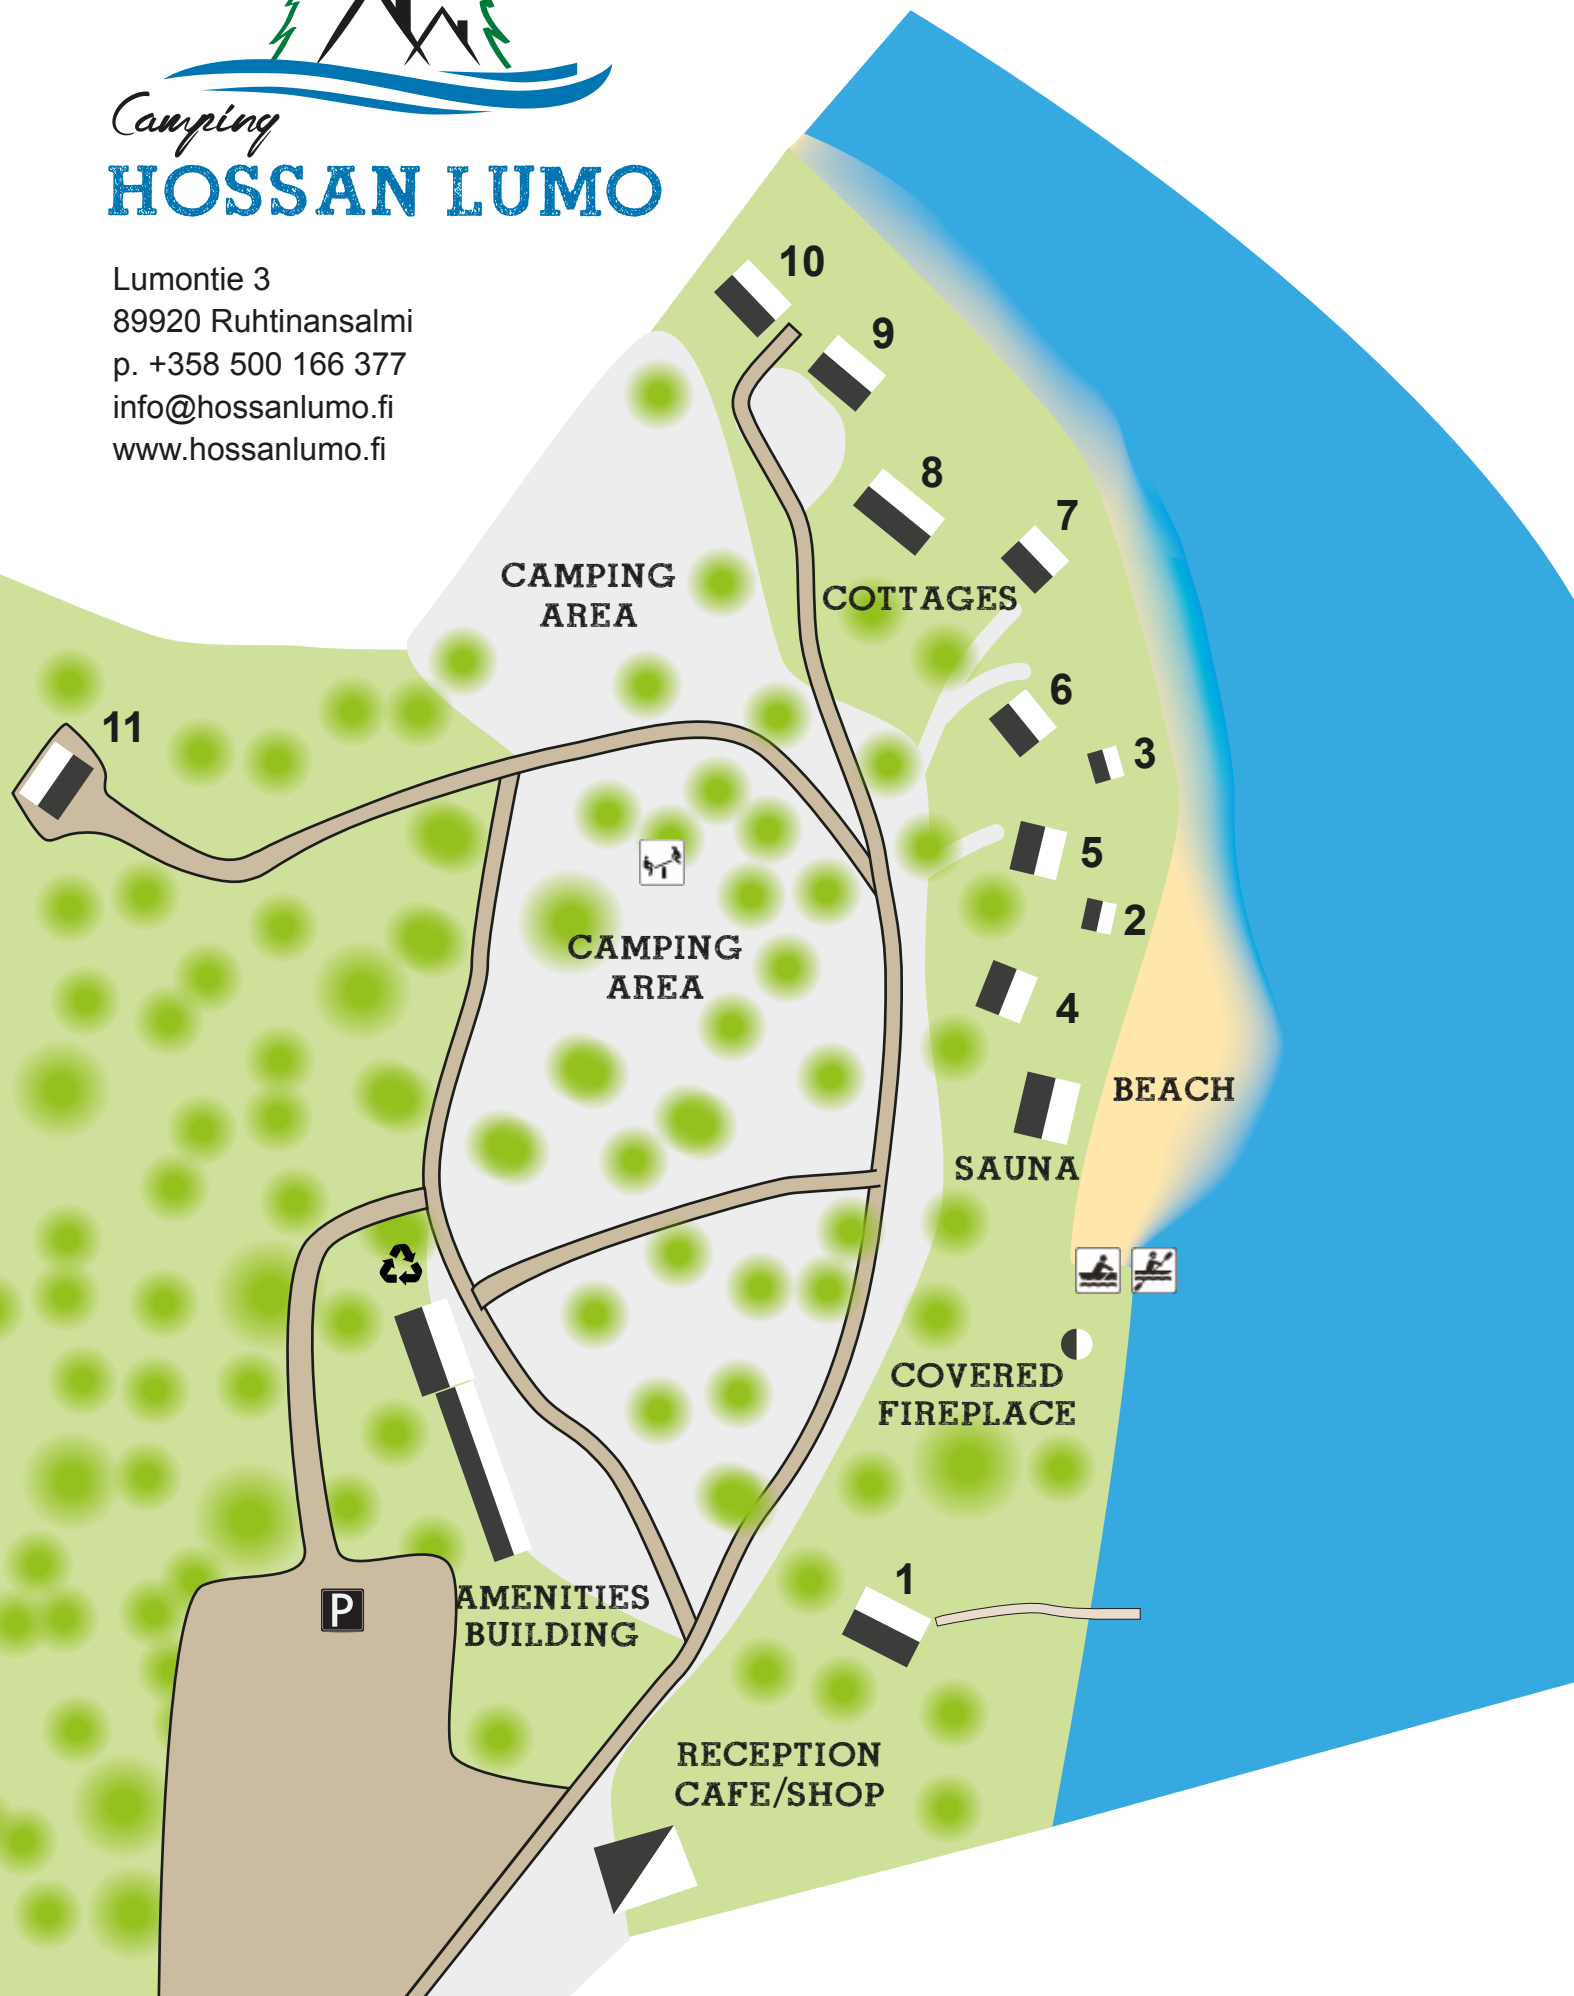 Camping
HOSSAN LUMO
Lumontie 3
89920 Ruhtinansalmi
p. +358 500 166 377
info@hossanlumo.fi
www.hossanlumo.fi
10
9
8
7
CAMPING
AREA
COTTAGES
6
11
3
5
2
CAMPING
AREA
4
BEACH
SAUNA
COVERED
FIREPLACE
1
P
AMENITIES
BUILDING
RECEPTION
CAFE/SHOP